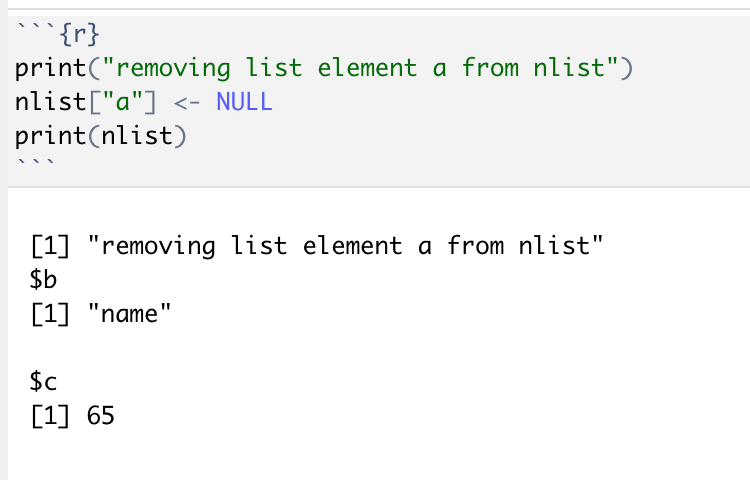 ```{r}
print("removing list element a from nlist")
nlist["a"] <- NULL
print(nlist)
```
[1] "removing list element a from nlist"
$b
[1] "name"
$c
[1] 65